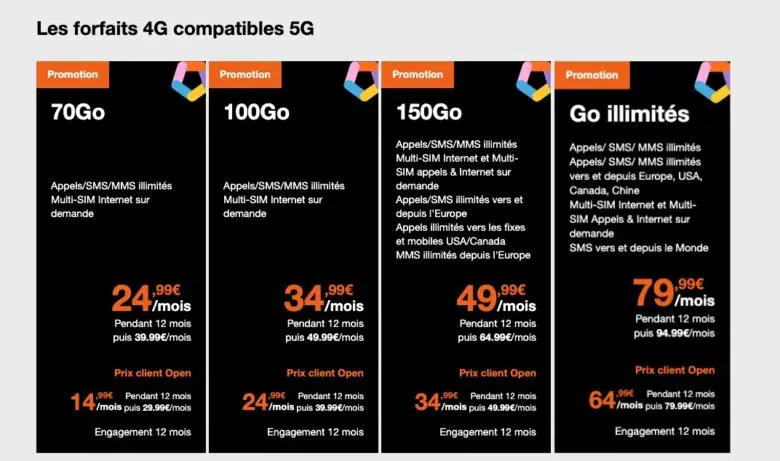 Les forfaits 4G compatibles 5G
Promotion
70Go
Appels/SMS/MMS illimités
Multi-SIM Internet sur
demande
24,99€
/mois
Pendant 12 mois
puis 39.99€/mois
Prix client Open
14,99€
/mois
Pendant 12 mois
puis 29.99€/mois
Engagement 12 mois
Promotion
100Go
Appels/SMS/MMS illimités
Multi-SIM Internet sur
demande
34,99€
/mois
Pendant 12 mois
puis 49.99€/mois
Prix client Open
24,99€
/mois
Pendant 12 mois
puis 39.99€/mois
Engagement 12 mois
Promotion
150Go
Appels/SMS/MMS illimités
Multi-SIM Internet et Multi-
SIM appels & Internet sur
demande
Appels/SMS illimités vers et
depuis l'Europe
Appels illimités vers les fixes
et mobiles USA/Canada
MMS illimités depuis l'Europe
49,99€
/mois
Pendant 12 mois
puis 64.99€/mois
Prix client Open
34,99€
/mois
Pendant 12 mois
puis 49.99€/mois
Engagement 12 mois
Promotion
Go illimités
Appels/ SMS/ MMS illimités
Appels/ SMS/ MMS illimités
vers et depuis Europe, USA,
Canada, Chine
Multi-SIM Internet et Multi-
SIM Appels & Internet sur
demande
SMS vers et depuis le Monde
79,99€
/mois
Pendant 12 mois
puis 94.99€/mois
Prix client Open
64,99€
/mois
Pendant 12 mois
puis 79.99€/mois
Engagement 12 mois